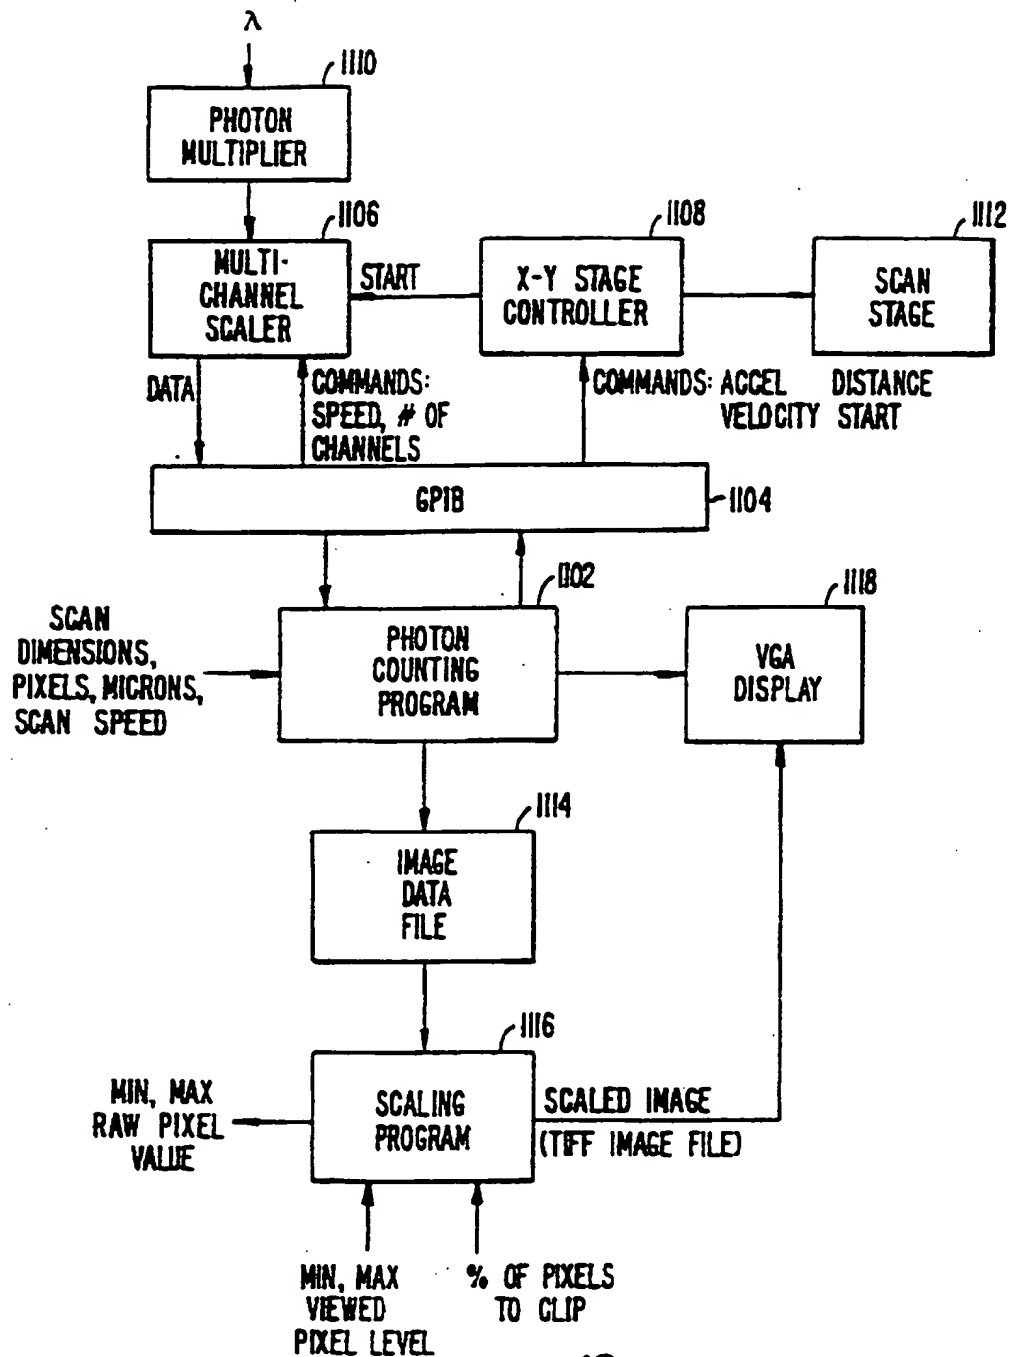 λ
1110
PHOTON
MULTIPLIER
1106
MULTI-
CHANNEL
SCALER
START
1108
X-Y STAGE
CONTROLLER
1112
SCAN
STAGE
DATA
COMMANDS:
SPEED, # OF
CHANNELS
COMMANDS: ACCEL DISTANCE
VELOCITY START
GPIB
1104
1102
SCAN
DIMENSIONS,
PIXELS, MICRONS,
SCAN SPEED
PHOTON
COUNTING
PROGRAM
1118
VGA
DISPLAY
1114
IMAGE
DATA
FILE
1116
MIN, MAX
RAW PIXEL
VALUE
SCALING
PROGRAM
SCALED IMAGE
(TIFF IMAGE FILE)
MIN, MAX
VIEWED
PIXEL LEVEL
% OF PIXELS
TO CLIP